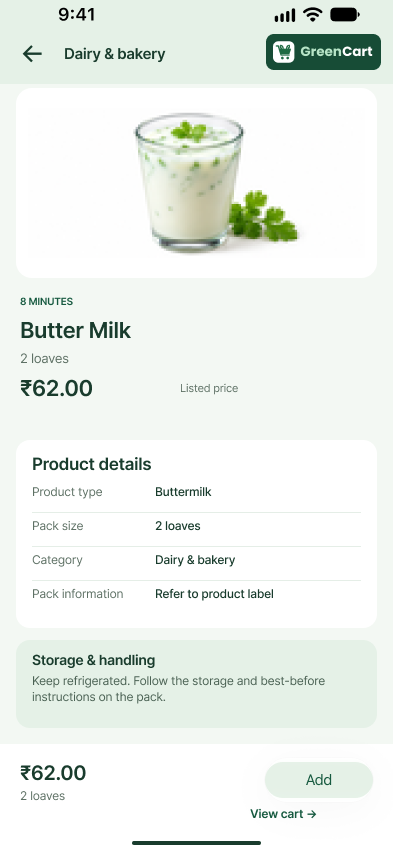 9:41
Dairy & bakery
GreenCart
8 MINUTES
Butter Milk
2 loaves
₹62.00
Listed price
Product details
Product type Buttermilk
Pack size 2 loaves
Category Dairy & bakery
Pack information Refer to product label
Storage & handling
Keep refrigerated. Follow the storage and best-before
instructions on the pack.
₹62.00
Add
2 loaves
View cart →